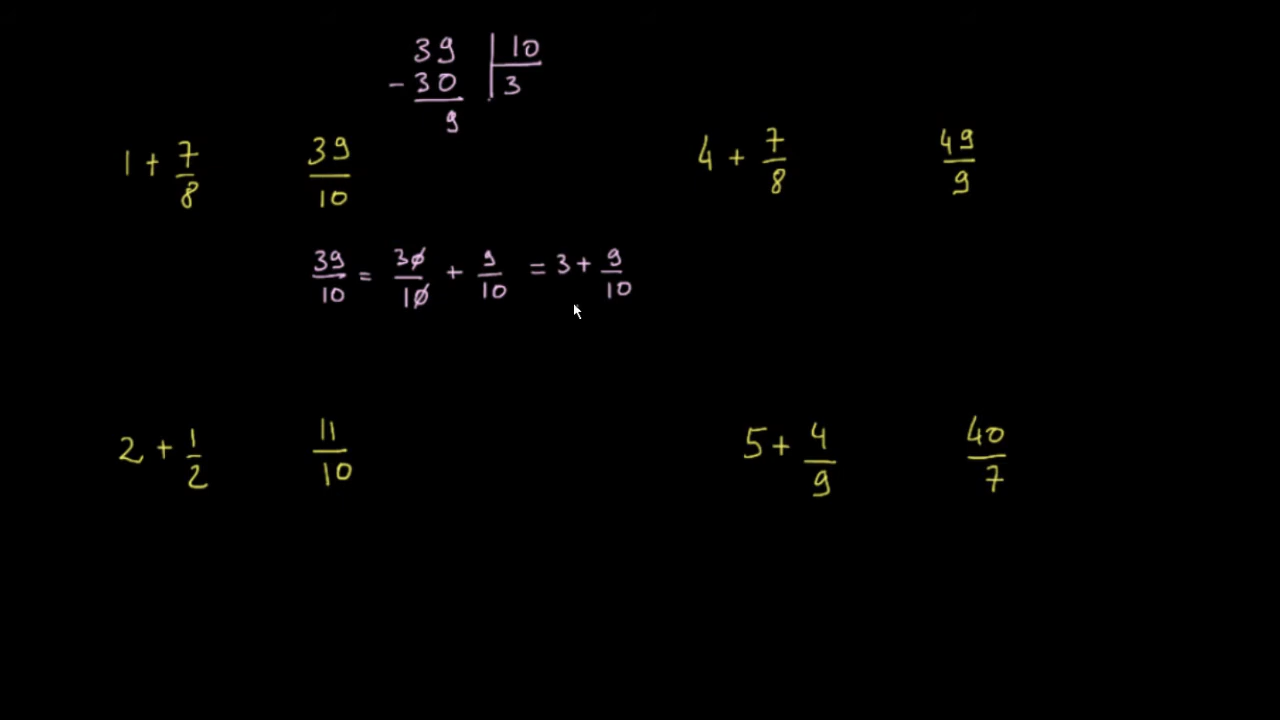 39 | 10
- 30 | 3
9
1 + 7/8    39/10    4 + 7/8    49/9
39/10 = 30/10 + 9/10 = 3 + 9/10
2 + 1/2    11/10    5 + 4/9    40/7